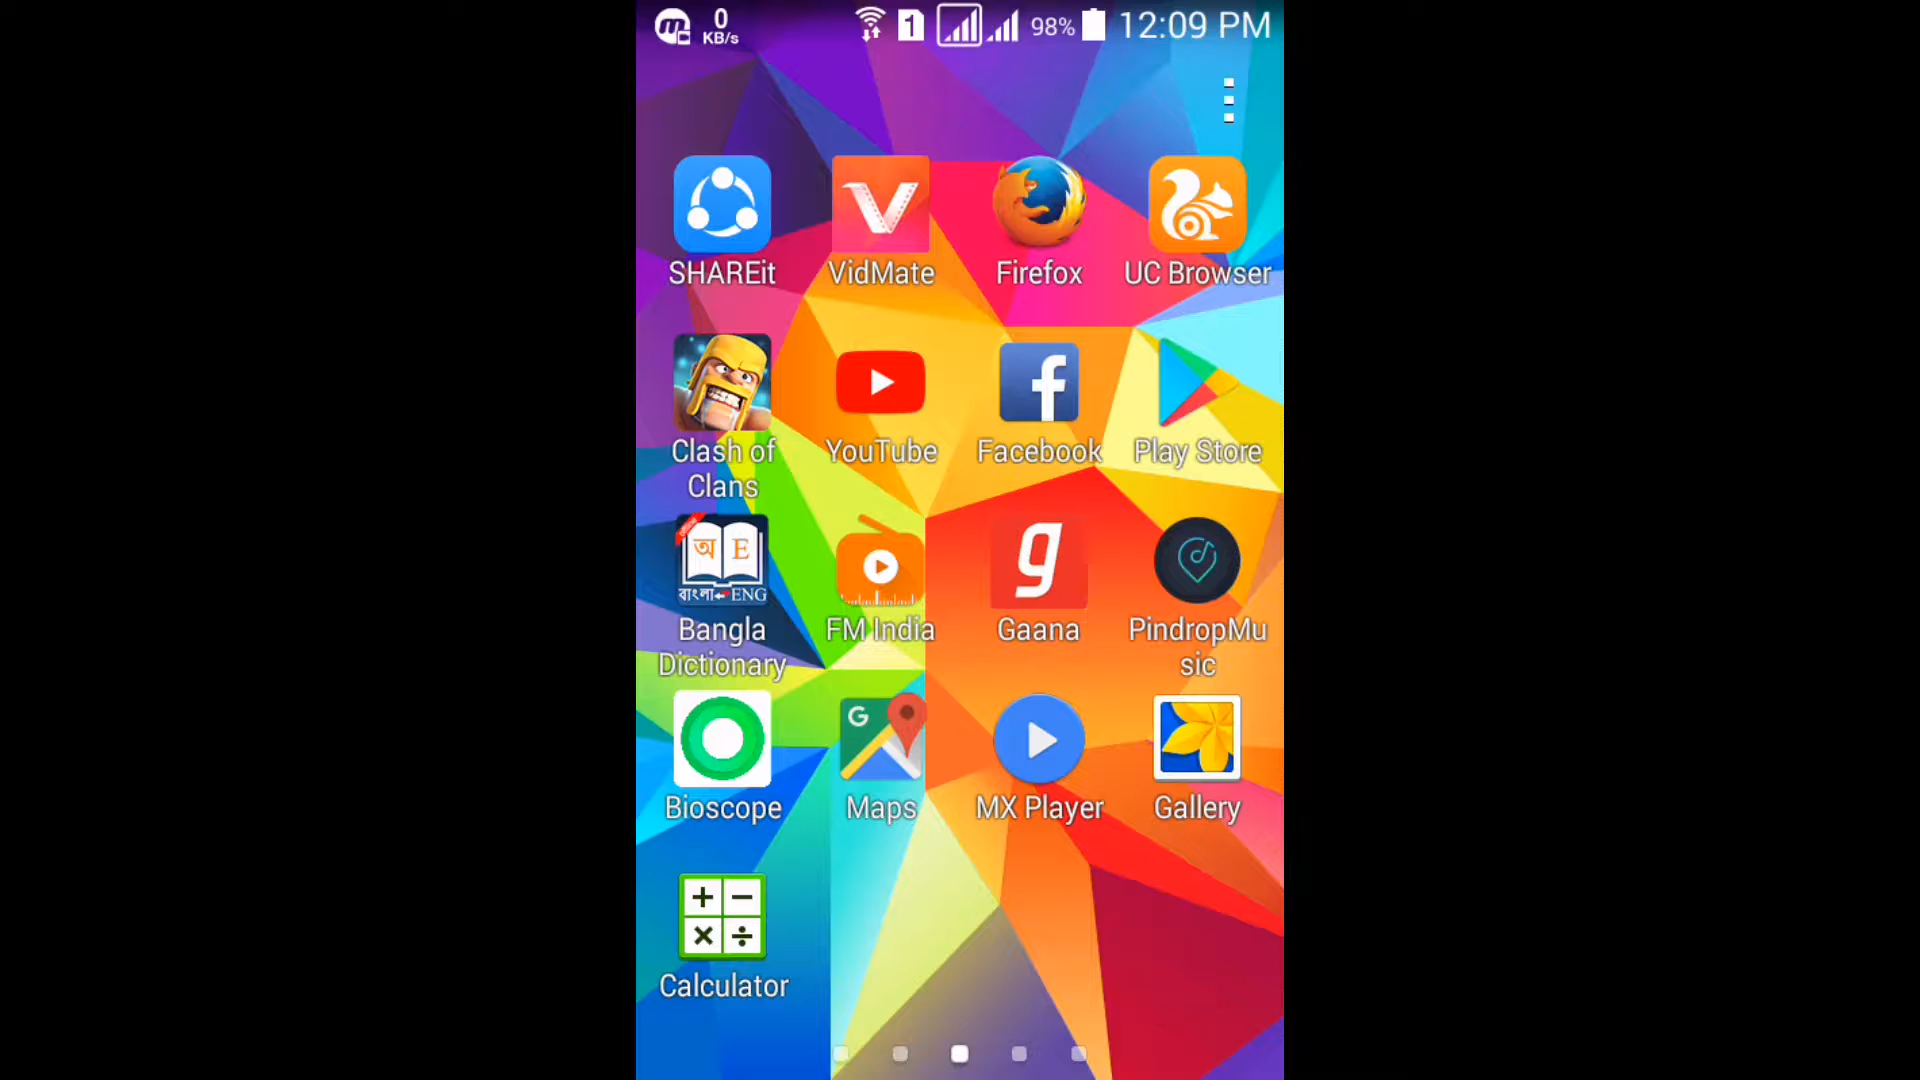 0
KB/s
1
98%
12:09 PM
SHAREit
VidMate
Firefox
UC Browser
Clash of
Clans
YouTube
Facebook
Play Store
অ E
বাংলা ENG
Bangla
Dictionary
FM India
g
Gaana
PindropMu
sic
Bioscope
G
Maps
MX Player
Gallery
+ −
× ÷
Calculator